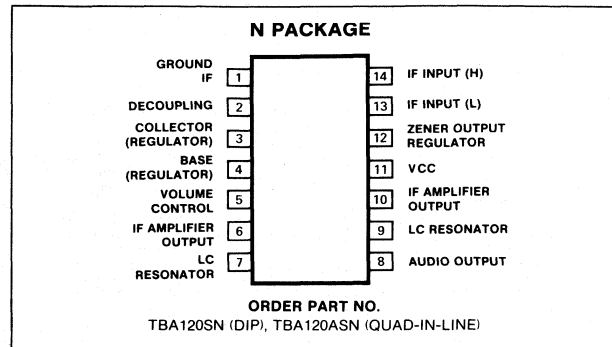 N PACKAGE
GROUND
IF
1
DECOUPLING
2
COLLECTOR
(REGULATOR)
3
BASE
(REGULATOR)
4
VOLUME
CONTROL
5
IF AMPLIFIER
OUTPUT
6
LC
RESONATOR
7
14
IF INPUT (H)
13
IF INPUT (L)
12
ZENER OUTPUT
REGULATOR
11
VCC
10
IF AMPLIFIER
OUTPUT
9
LC RESONATOR
8
AUDIO OUTPUT
ORDER PART NO.
TBA120SN (DIP), TBA120ASN (QUAD-IN-LINE)